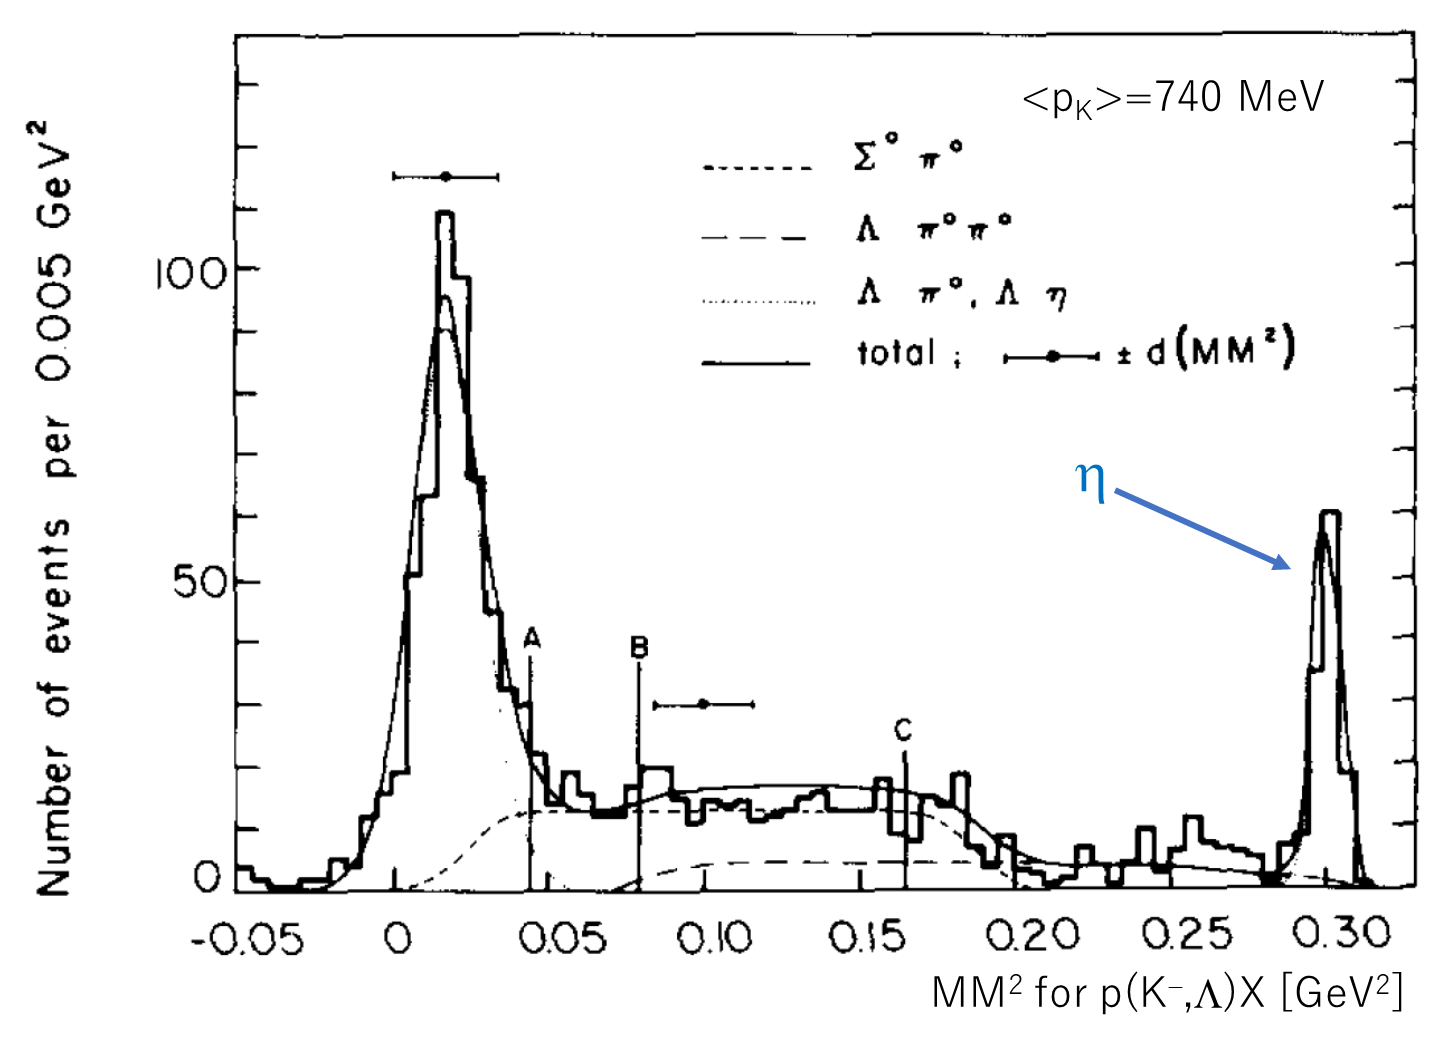 <pK>=740 MeV
Σ° π°
Λ π° π°
Λ π°, Λ η
total ; ± d(MM²)
Number of events per 0.005 GeV²
100
50
0
η
A
B
C
-0.05 0 0.05 0.10 0.15 0.20 0.25 0.30
MM² for p(K⁻,Λ)X [GeV²]